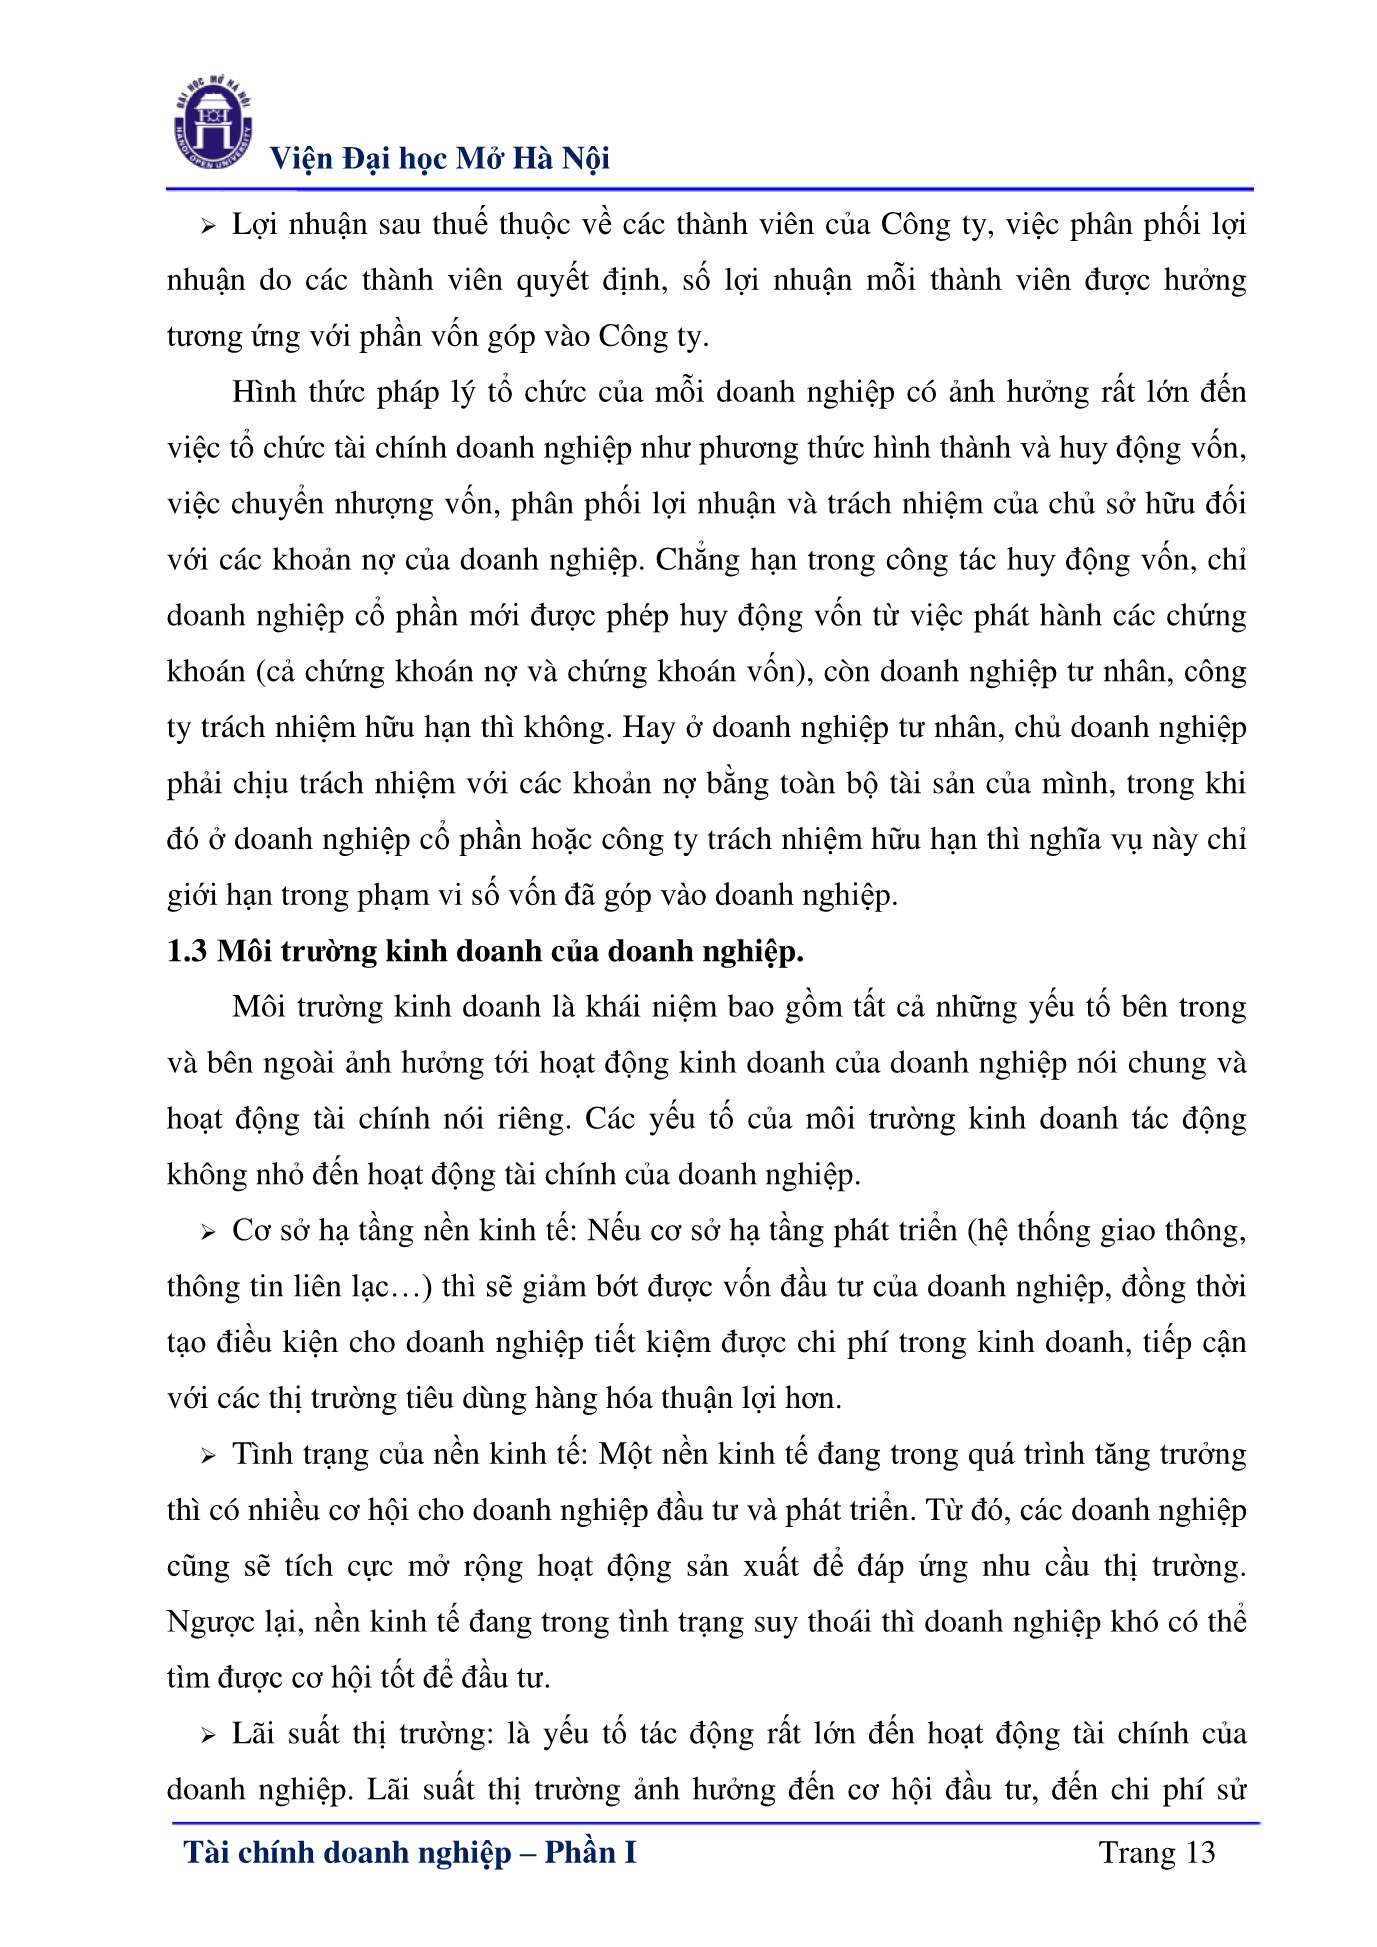 ĐẠI HỌC MỞ HÀ NỘI
HANOI OPEN UNIVERSITY
Viện Đại học Mở Hà Nội
➢ Lợi nhuận sau thuế thuộc về các thành viên của Công ty, việc phân phối lợi
nhuận do các thành viên quyết định, số lợi nhuận mỗi thành viên được hưởng
tương ứng với phần vốn góp vào Công ty.
Hình thức pháp lý tổ chức của mỗi doanh nghiệp có ảnh hưởng rất lớn đến
việc tổ chức tài chính doanh nghiệp như phương thức hình thành và huy động vốn,
việc chuyển nhượng vốn, phân phối lợi nhuận và trách nhiệm của chủ sở hữu đối
với các khoản nợ của doanh nghiệp. Chẳng hạn trong công tác huy động vốn, chỉ
doanh nghiệp cổ phần mới được phép huy động vốn từ việc phát hành các chứng
khoán (cả chứng khoán nợ và chứng khoán vốn), còn doanh nghiệp tư nhân, công
ty trách nhiệm hữu hạn thì không. Hay ở doanh nghiệp tư nhân, chủ doanh nghiệp
phải chịu trách nhiệm với các khoản nợ bằng toàn bộ tài sản của mình, trong khi
đó ở doanh nghiệp cổ phần hoặc công ty trách nhiệm hữu hạn thì nghĩa vụ này chỉ
giới hạn trong phạm vi số vốn đã góp vào doanh nghiệp.
1.3 Môi trường kinh doanh của doanh nghiệp.
Môi trường kinh doanh là khái niệm bao gồm tất cả những yếu tố bên trong
và bên ngoài ảnh hưởng tới hoạt động kinh doanh của doanh nghiệp nói chung và
hoạt động tài chính nói riêng. Các yếu tố của môi trường kinh doanh tác động
không nhỏ đến hoạt động tài chính của doanh nghiệp.
➢ Cơ sở hạ tầng nền kinh tế: Nếu cơ sở hạ tầng phát triển (hệ thống giao thông,
thông tin liên lạc…) thì sẽ giảm bớt được vốn đầu tư của doanh nghiệp, đồng thời
tạo điều kiện cho doanh nghiệp tiết kiệm được chi phí trong kinh doanh, tiếp cận
với các thị trường tiêu dùng hàng hóa thuận lợi hơn.
➢ Tình trạng của nền kinh tế: Một nền kinh tế đang trong quá trình tăng trưởng
thì có nhiều cơ hội cho doanh nghiệp đầu tư và phát triển. Từ đó, các doanh nghiệp
cũng sẽ tích cực mở rộng hoạt động sản xuất để đáp ứng nhu cầu thị trường.
Ngược lại, nền kinh tế đang trong tình trạng suy thoái thì doanh nghiệp khó có thể
tìm được cơ hội tốt để đầu tư.
➢ Lãi suất thị trường: là yếu tố tác động rất lớn đến hoạt động tài chính của
doanh nghiệp. Lãi suất thị trường ảnh hưởng đến cơ hội đầu tư, đến chi phí sử
Tài chính doanh nghiệp – Phần I Trang 13